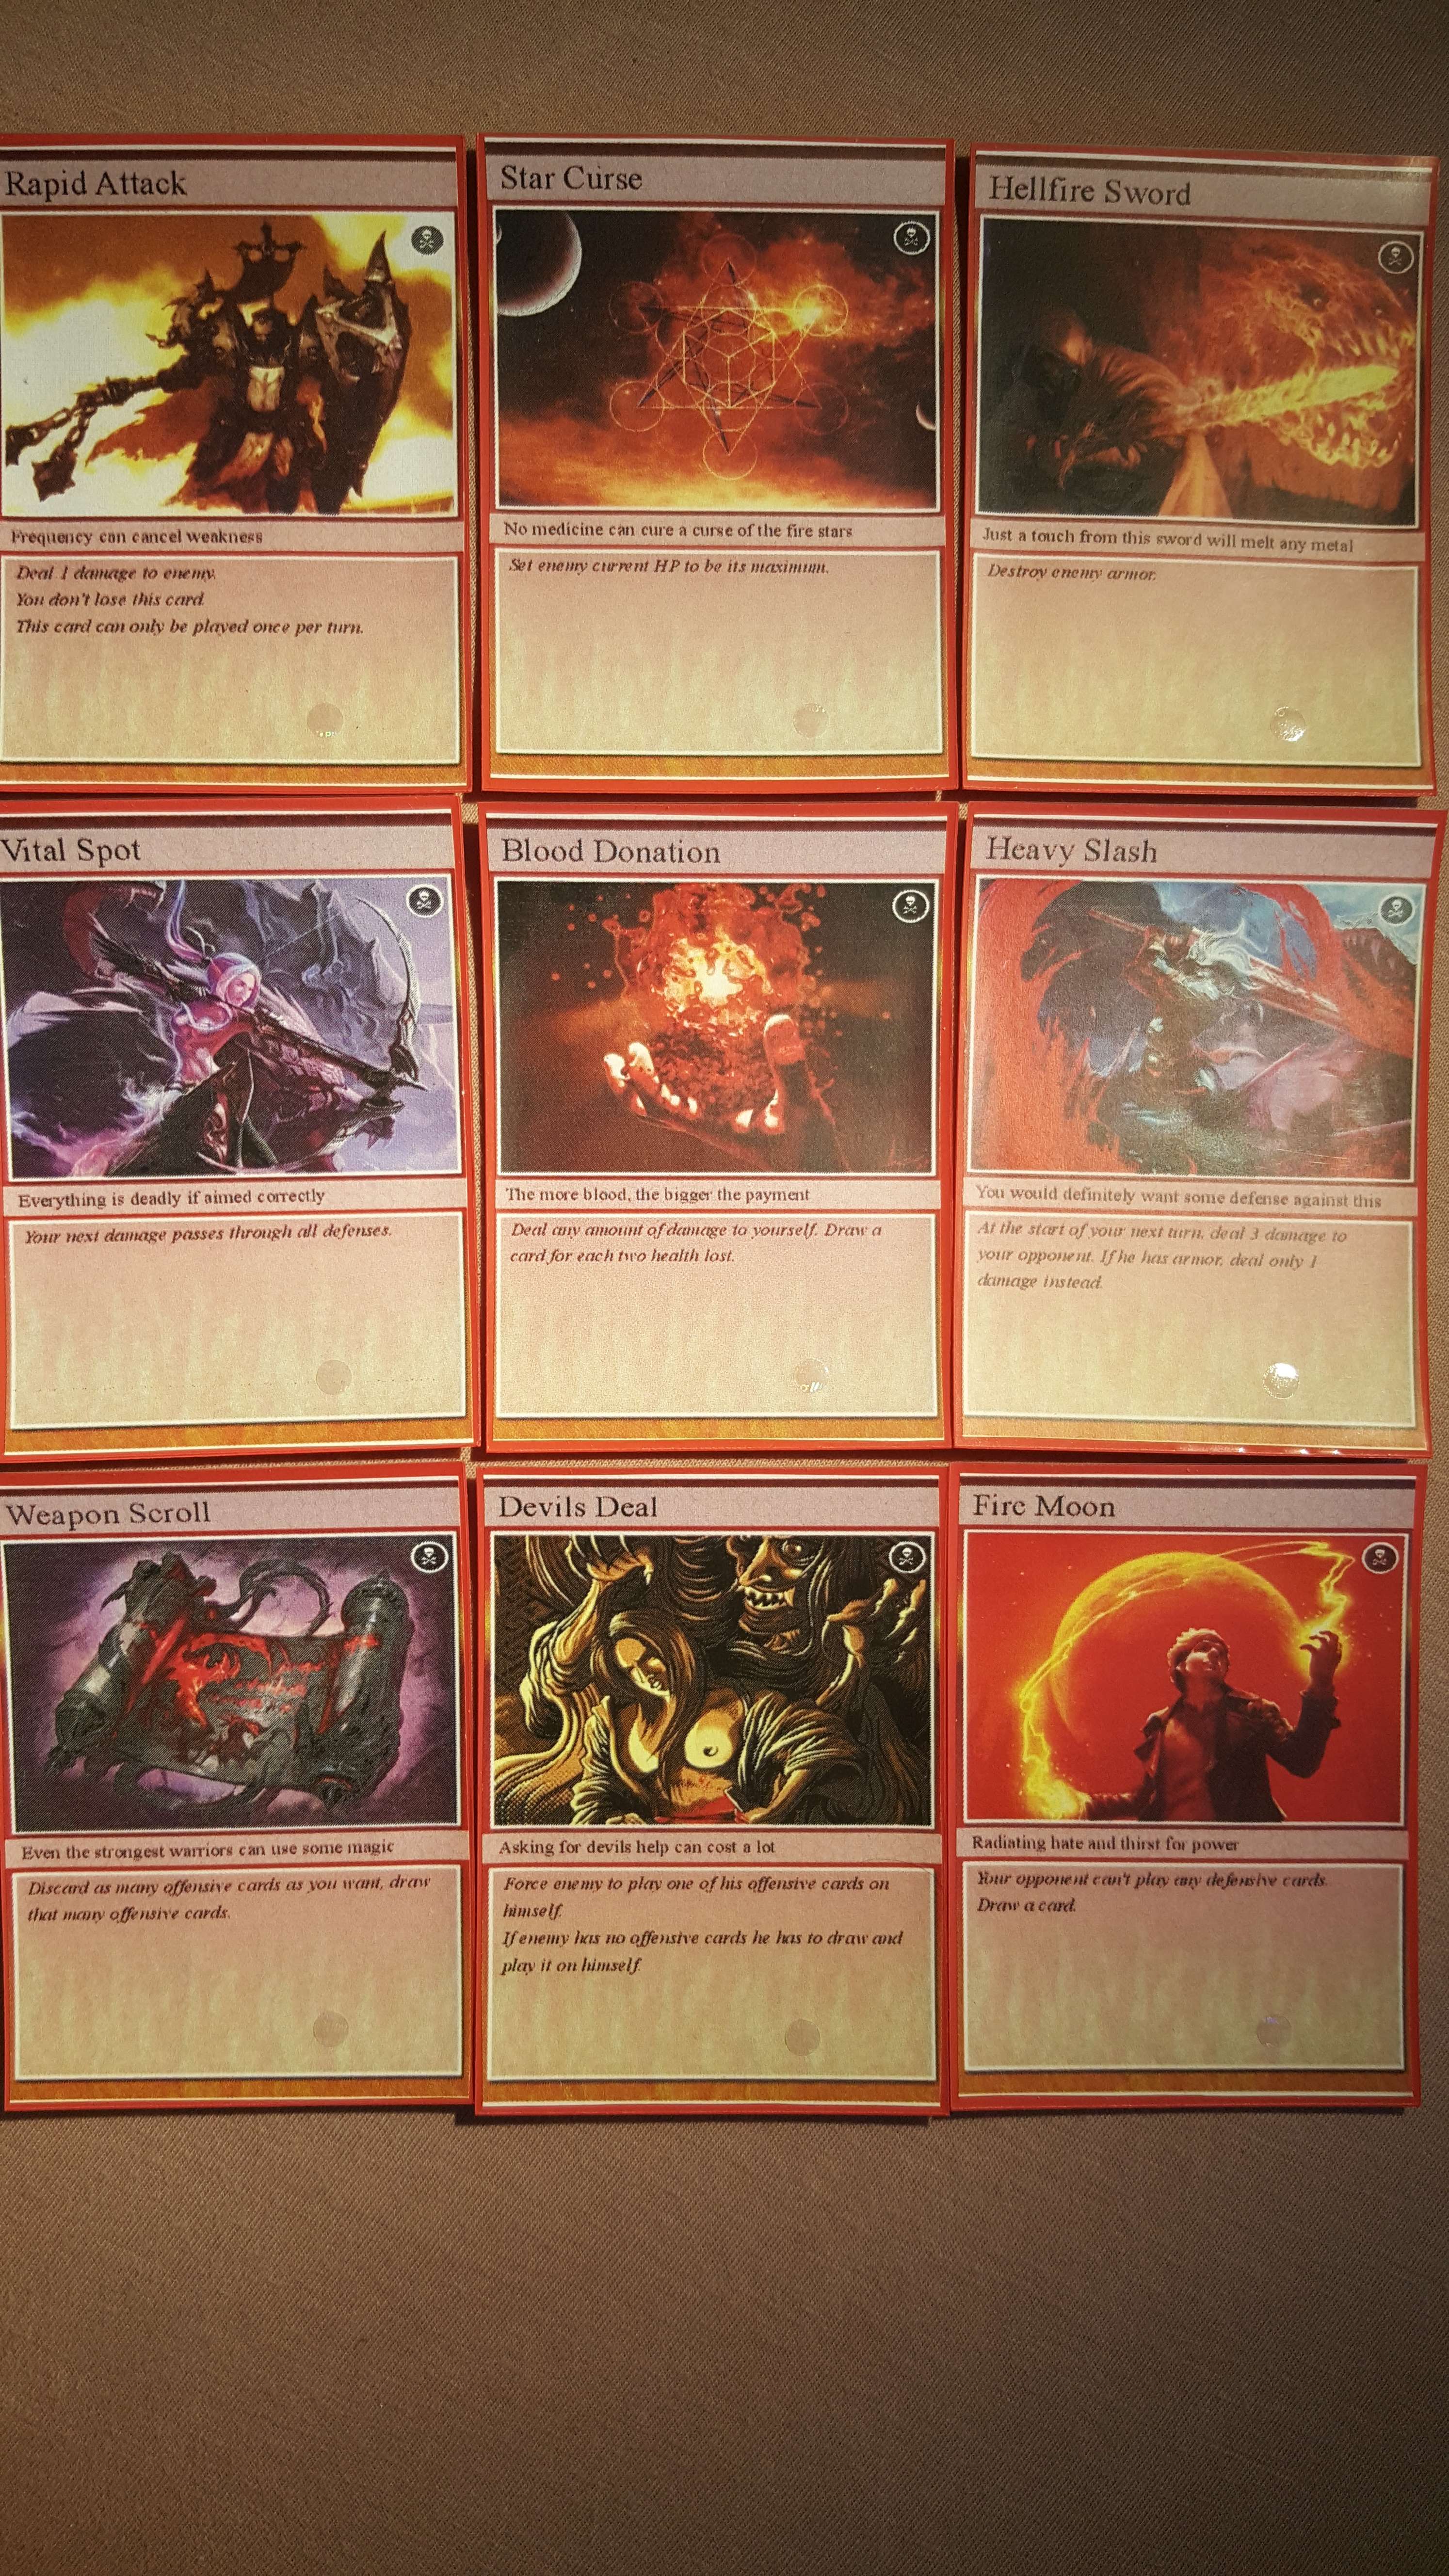 Rapid Attack
Frequency can cancel weakness
Deal 1 damage to enemy.
You don't lose this card.
This card can only be played once per turn.
Star Curse
No medicine can cure a curse of the fire stars
Set enemy current HP to be its maximum.
Hellfire Sword
Just a touch from this sword will melt any metal
Destroy enemy armor.
Vital Spot
Everything is deadly if aimed correctly
Your next damage passes through all defenses.
Blood Donation
The more blood, the bigger the payment
Deal any amount of damage to yourself. Draw a
card for each two health lost.
Heavy Slash
You would definitely want some defense against this
At the start of your next turn, deal 3 damage to
your opponent. If he has armor, deal only 1
damage instead.
Weapon Scroll
Even the strongest warriors can use some magic
Discard as many offensive cards as you want, draw
that many offensive cards.
Devils Deal
Asking for devils help can cost a lot
Force enemy to play one of his offensive cards on
himself.
If enemy has no offensive cards he has to draw and
play it on himself.
Fire Moon
Radiating hate and thirst for power
Your opponent can't play any defensive cards.
Draw a card.